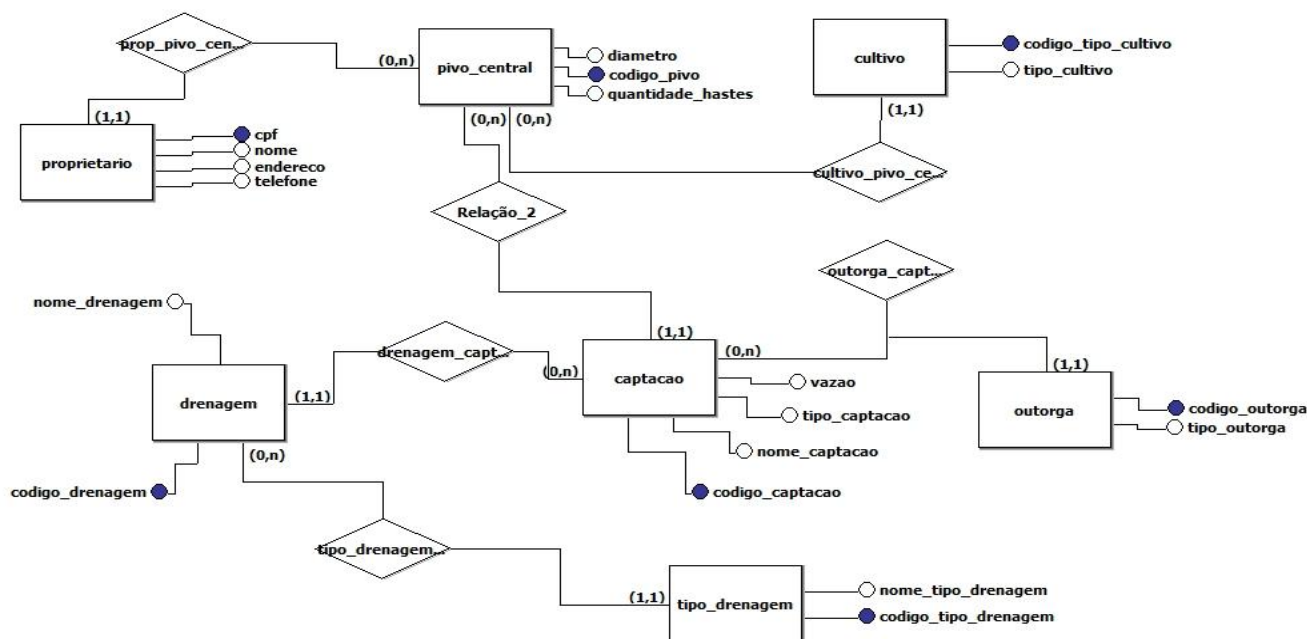 prop_pivo_cen...
(0,n)
pivo_central
diametro
codigo_pivo
quantidade_hastes
cultivo
codigo_tipo_cultivo
tipo_cultivo
(1,1)
proprietario
cpf
nome
endereco
telefone
(0,n)
(0,n)
(1,1)
cultivo_pivo_ce...
Relação_2
outorga_capt...
nome_drenagem
(1,1)
drenagem_capt...
(0,n)
(1,1)
drenagem
captacao
(0,n)
vazao
tipo_captacao
nome_captacao
codigo_captacao
(1,1)
outorga
codigo_outorga
tipo_outorga
(0,n)
codigo_drenagem
tipo_drenagem...
(1,1)
tipo_drenagem
nome_tipo_drenagem
codigo_tipo_drenagem